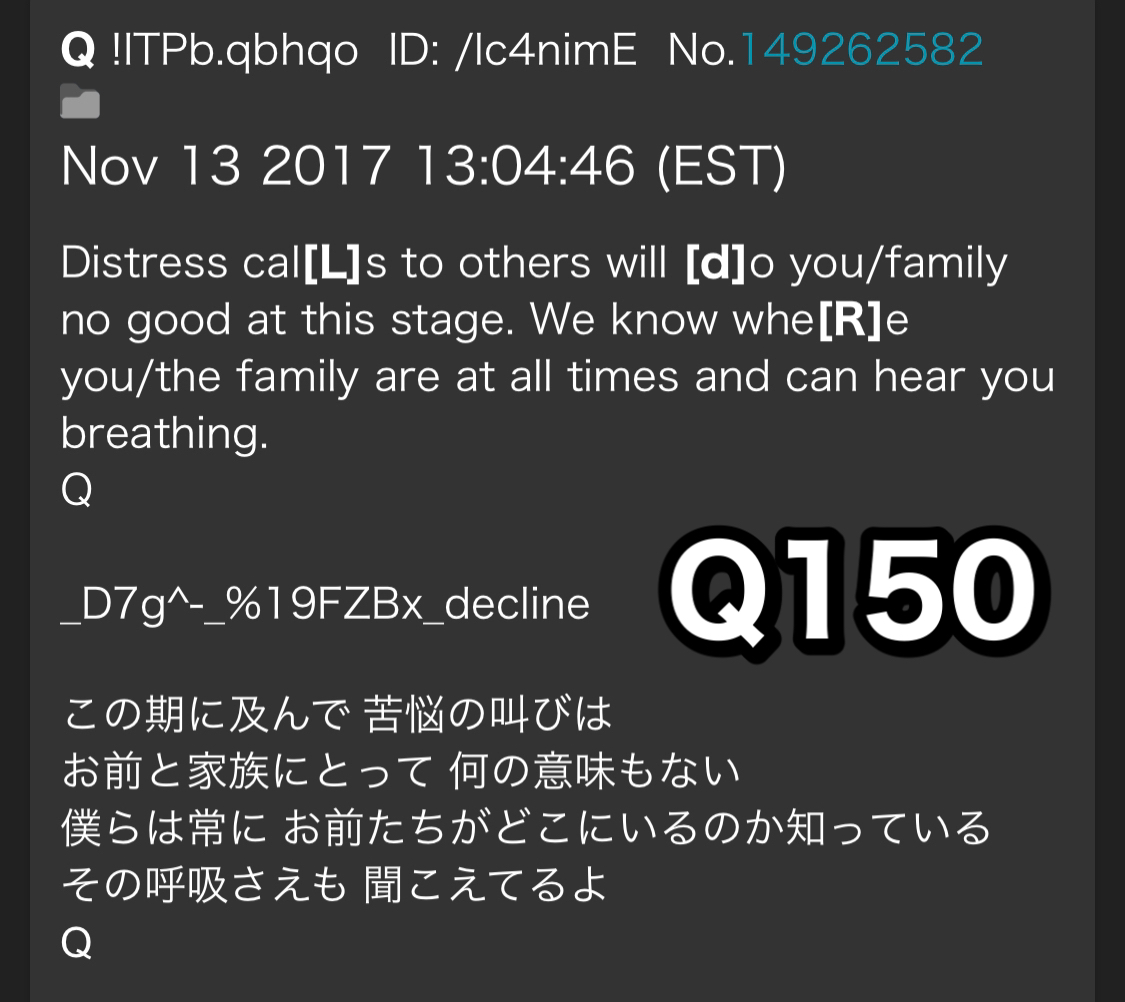 Q !ITPb.qbhqo ID: /lc4nimE No.149262582
Nov 13 2017 13:04:46 (EST)
Distress cal[L]s to others will [d]o you/family
no good at this stage. We know whe[R]e
you/the family are at all times and can hear you
breathing.
Q
Q150
_D7g^-_%19FZBx_decline
この期に及んで 苦悩の叫びは
お前と家族にとって 何の意味もない
僕らは常に お前たちがどこにいるのか知っている
その呼吸さえも 聞こえてるよ
Q